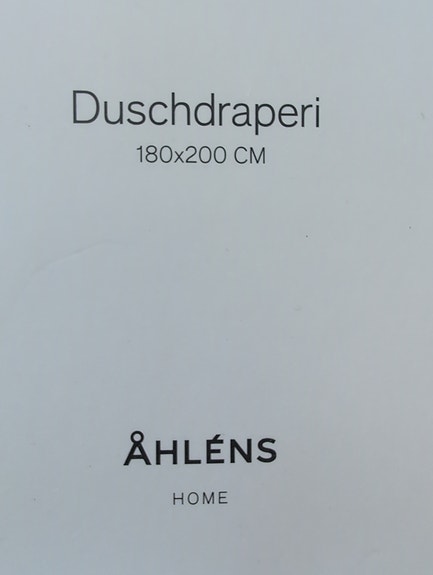 Duschdraperi
180x200 CM
ÅHLÉNS
HOME